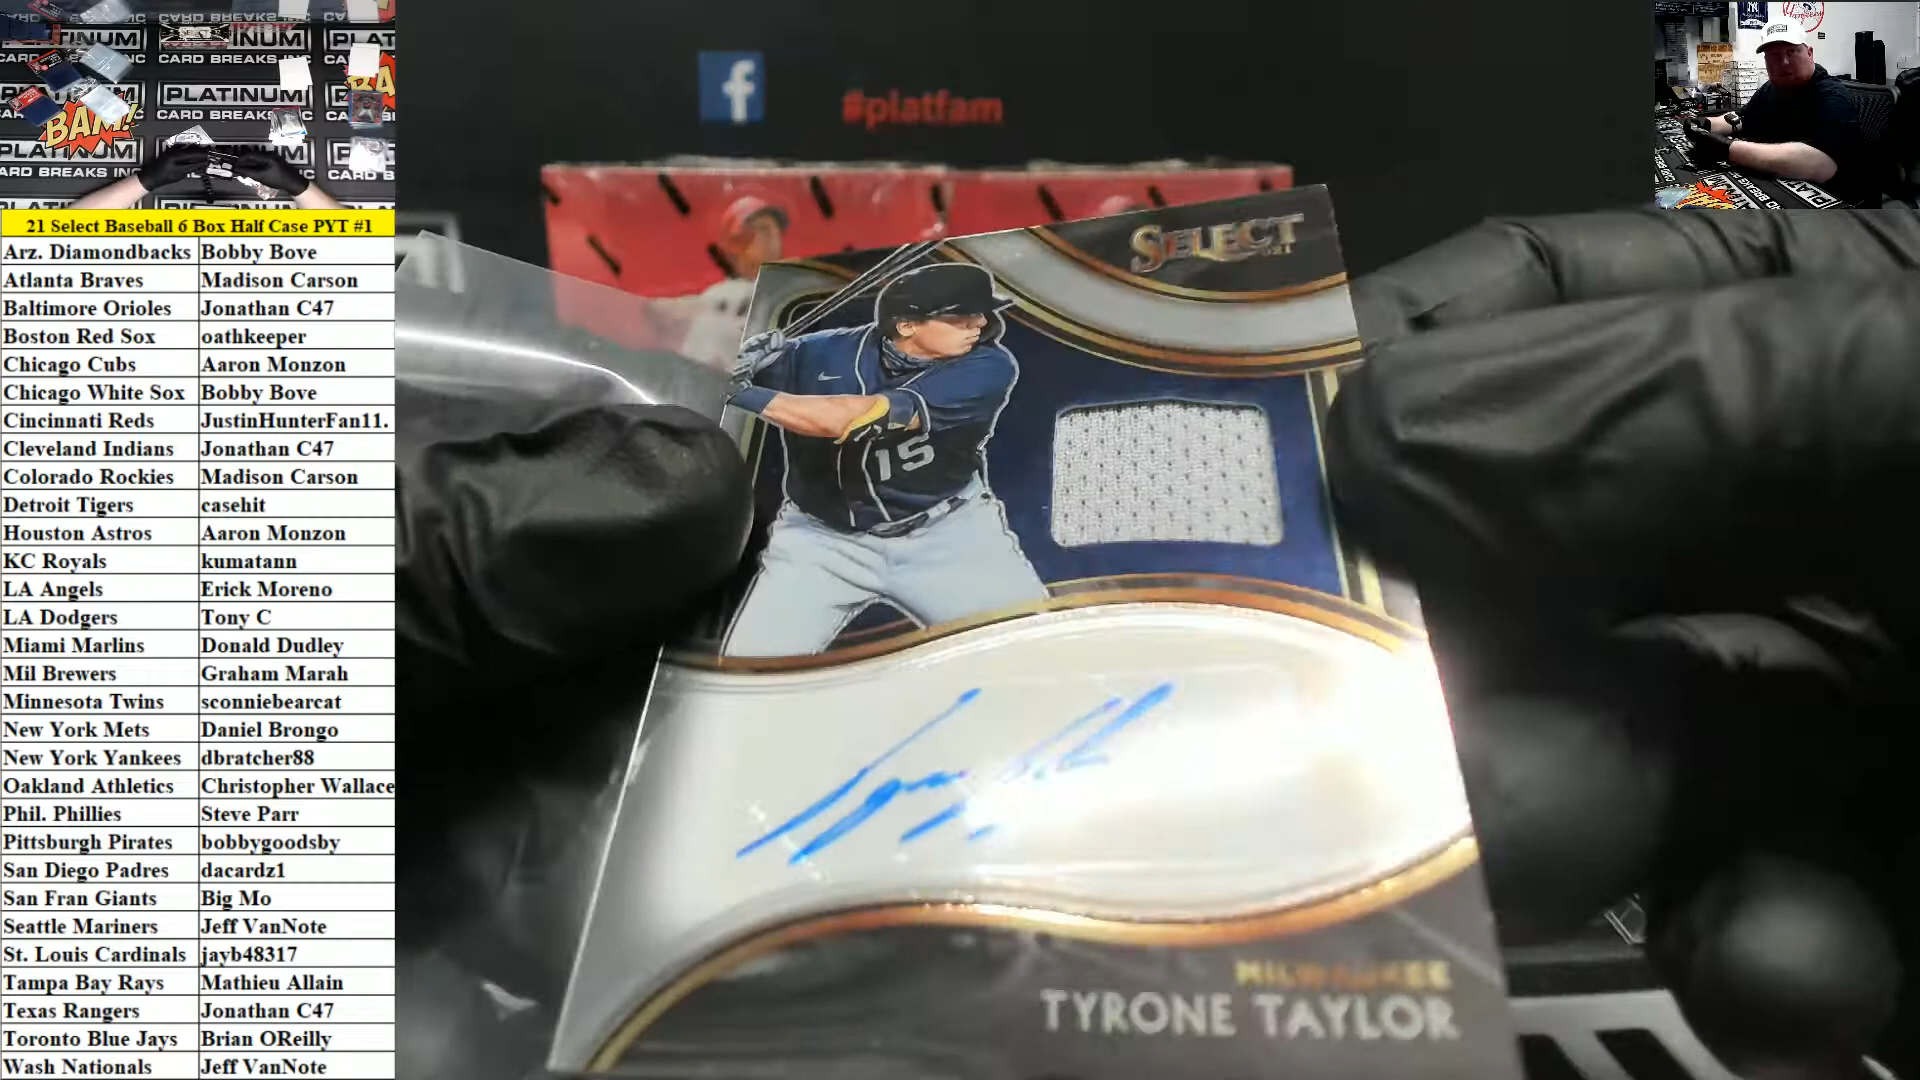 PLATINUM
CARD BREAKS INC
BAM!
21 Select Baseball 6 Box Half Case PYT #1
Arz. Diamondbacks Bobby Bove
Atlanta Braves Madison Carson
Baltimore Orioles Jonathan C47
Boston Red Sox oathkeeper
Chicago Cubs Aaron Monzon
Chicago White Sox Bobby Bove
Cincinnati Reds JustinHunterFan11.
Cleveland Indians Jonathan C47
Colorado Rockies Madison Carson
Detroit Tigers casehit
Houston Astros Aaron Monzon
KC Royals kumatann
LA Angels Erick Moreno
LA Dodgers Tony C
Miami Marlins Donald Dudley
Mil Brewers Graham Marah
Minnesota Twins sconniebearcat
New York Mets Daniel Brongo
New York Yankees dbratcher88
Oakland Athletics Christopher Wallace
Phil. Phillies Steve Parr
Pittsburgh Pirates bobbygoodsby
San Diego Padres dacardz1
San Fran Giants Big Mo
Seattle Mariners Jeff VanNote
St. Louis Cardinals jayb48317
Tampa Bay Rays Mathieu Allain
Texas Rangers Jonathan C47
Toronto Blue Jays Brian OReilly
Wash Nationals Jeff VanNote
f
#platfam
SELECT
15
MILWAUKEE
TYRONE TAYLOR
Yankees